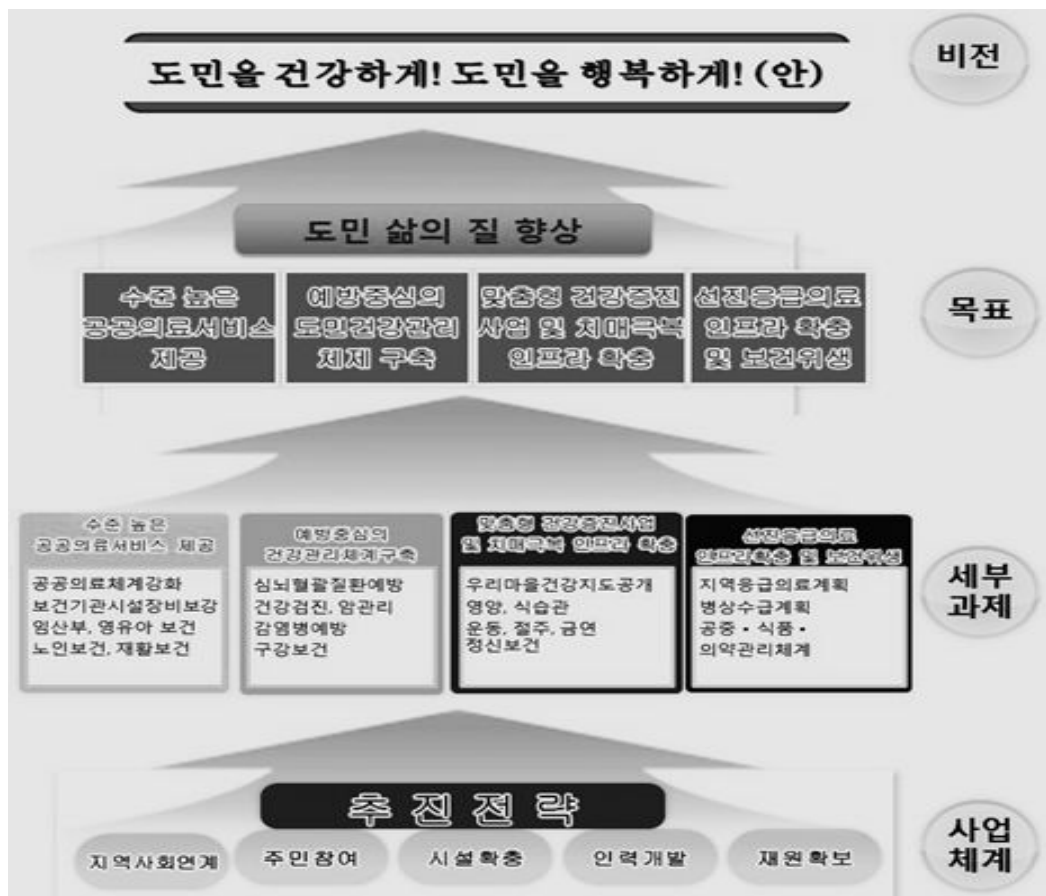 도민을 건강하게! 도민을 행복하게! (안)
비전
도민 삶의 질 향상
수준 높은
공공의료서비스
제공
예방중심의
도민건강관리
체제 구축
맞춤형 건강증진
사업 및 치매극복
인프라 확충
선진응급의료
인프라 확충
및 보건위생
목표
수준 높은
공공의료서비스 제공
공공의료체계강화
보건기관시설장비보강
임산부, 영유아 보건
노인보건, 재활보건
예방중심의
건강관리체계구축
심뇌혈괄질환예방
건강검진, 암관리
감염병예방
구강보건
맞춤형 건강증진사업
및 치매극복 인프라 확충
우리마을건강지도공개
영양, 식습관
운동, 절주, 금연
정신보건
선진응급의료
인프라확충 및 보건위생
지역응급의료계획
병상수급계획
공중·식품·
의약관리체계
세부
과제
추진전략
지역사회연계
주민참여
시설확충
인력개발
재원확보
사업
체계